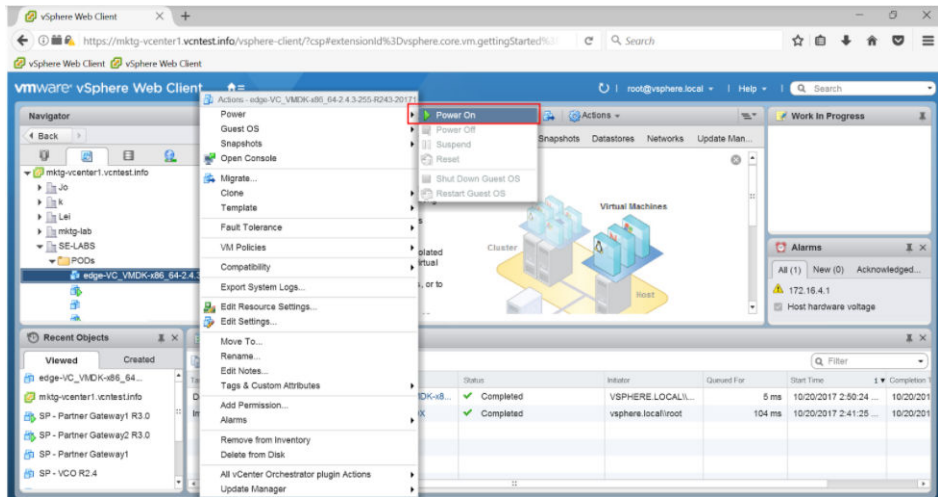 vSphere Web Client
https://mktg-vcenter1.vcntest.info/vsphere-client/?csp#extensionId%3Dvsphere.core.vm.gettingStarted%3
Search
vSphere Web Client vSphere Web Client
vmware® vSphere Web Client
root@vsphere.local
Help
Search
Navigator
Back
mktg-vcenter1.vcntest.info
Jo
k
Lei
mktg-lab
SE-LABS
PODs
edge-VC_VMDK-x86_64-2.4.3
Actions - edge-VC_VMDK-x86_64-2.4.3-255-R243-20171
Power
Guest OS
Snapshots
Open Console
Migrate...
Clone
Template
Fault Tolerance
VM Policies
Compatibility
Export System Logs...
Edit Resource Settings...
Edit Settings...
Move To...
Rename...
Edit Notes...
Tags & Custom Attributes
Add Permission...
Alarms
Remove from Inventory
Delete from Disk
All vCenter Orchestrator plugin Actions
Update Manager
Power On
Power Off
Suspend
Reset
Shut Down Guest OS
Restart Guest OS
Actions
Snapshots Datastores Networks Update Man...
, or to
Virtual Machines
Cluster
Host
Work In Progress
Alarms
All (1) New (0) Acknowledged...
172.16.4.1
Host hardware voltage
Recent Objects
Viewed Created
edge-VC_VMDK-x86_64...
mktg-vcenter1.vcntest.info
SP - Partner Gateway1 R3.0
SP - Partner Gateway2 R3.0
SP - Partner Gateway1
SP - VCO R2.4
Filter
Status Initiator Queued For Start Time Completion T
Completed VSPHERE.LOCAL\\... 5 ms 10/20/2017 2:50:24 ... 10/20/201
Completed vsphere.local\root 104 ms 10/20/2017 2:41:25 ... 10/20/201